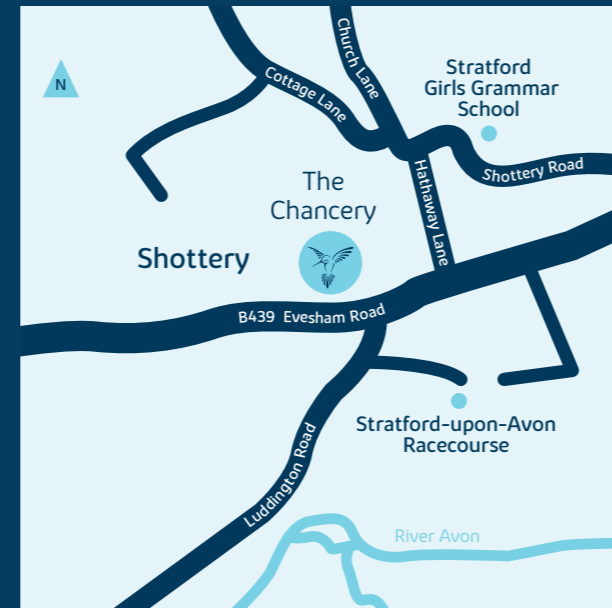 Church Lane
N
Cottage Lane
Stratford
Girls Grammar
School
Shottery Road
Hathaway Lane
The
Chancery
Shottery
B439 Evesham Road
Stratford-upon-Avon
Racecourse
Luddington Road
River Avon